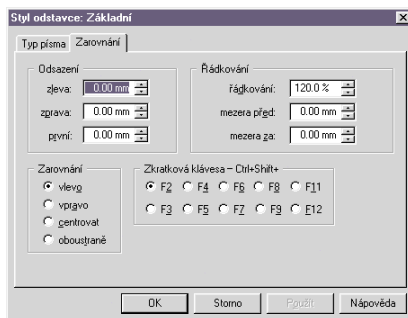 Styl odstavce: Základní
Typ písma Zarovnání
Odsazení
zleva: 0.00 mm
zprava: 0.00 mm
první: 0.00 mm
Řádkování
řádkování: 120.0 %
mezera před: 0.00 mm
mezera za: 0.00 mm
Zarovnání
vlevo
vpravo
centrovat
oboustraně
Zkratková klávesa – Ctrl+Shift+
F2 F4 F6 F8 F11
F3 F5 F7 F9 F12
OK Storno Použít Nápověda